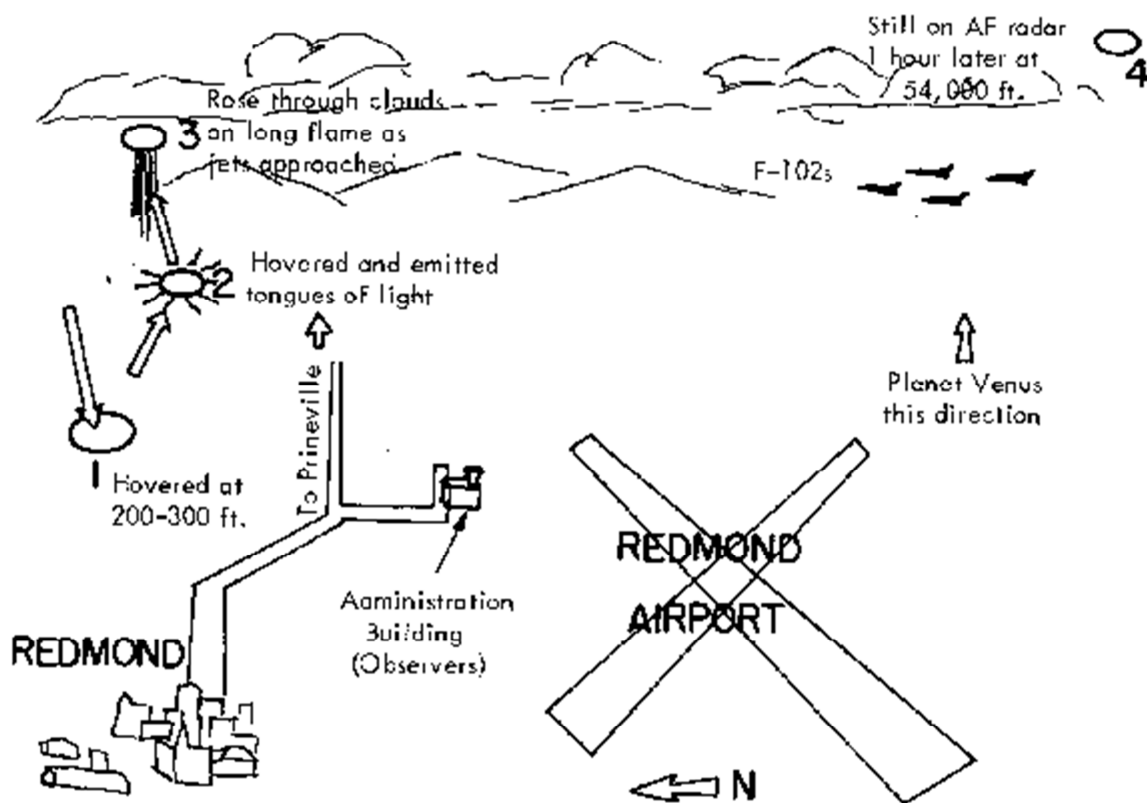 Still on AF radar
1 hour later at
54,000 ft.
4
Rose through clouds
on long flame as
jets approached
3
F-102s
2
Hovered and emitted
tongues of light
Planet Venus
this direction
1
Hovered at
200-300 ft.
To Prineville
REDMOND
AIRPORT
Administration
Building
(Observers)
REDMOND
N